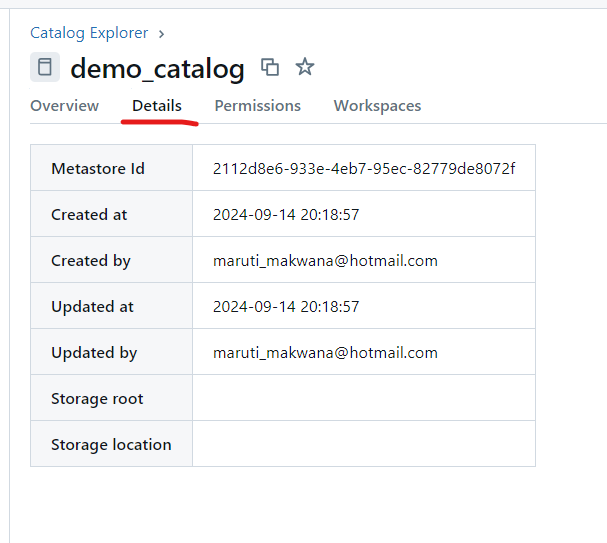 Catalog Explorer >
demo_catalog
Overview Details Permissions Workspaces
Metastore Id 2112d8e6-933e-4eb7-95ec-82779de8072f
Created at 2024-09-14 20:18:57
Created by maruti_makwana@hotmail.com
Updated at 2024-09-14 20:18:57
Updated by maruti_makwana@hotmail.com
Storage root
Storage location